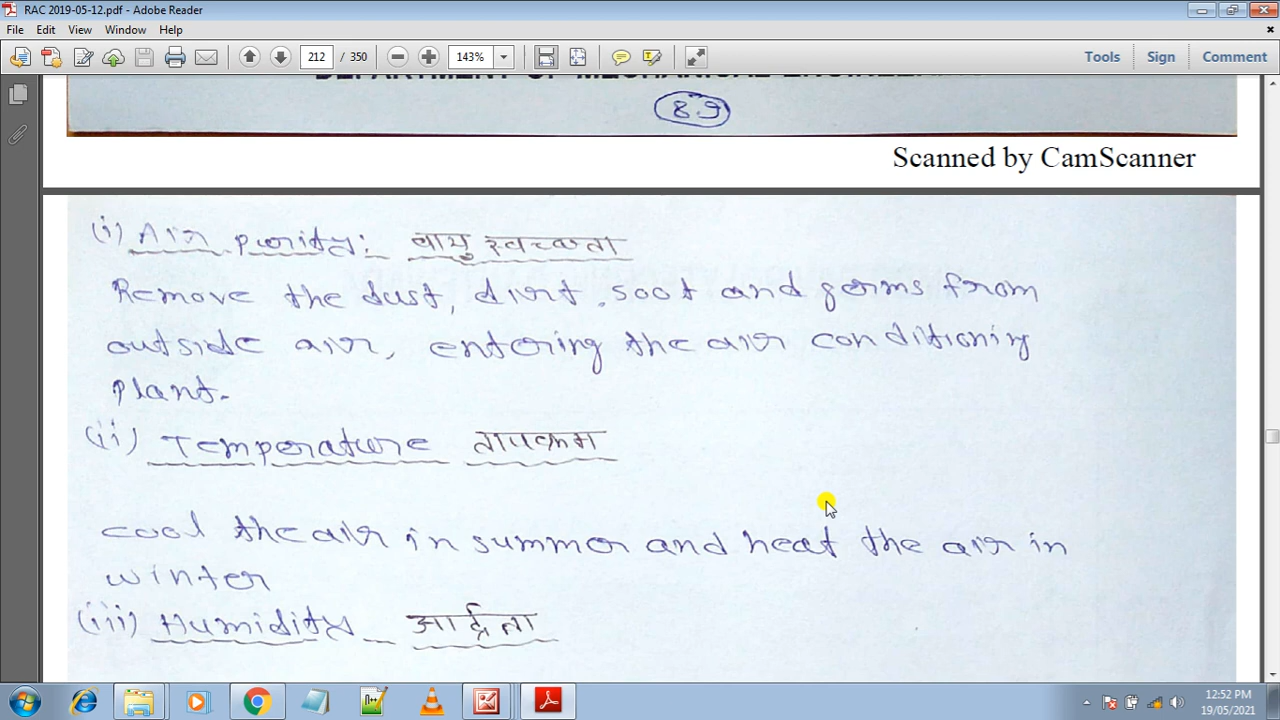 RAC 2019-05-12.pdf - Adobe Reader
File Edit View Window Help
212 / 350 143% Tools Sign Comment
DEPARTMENT OF MECHANICAL
89
Scanned by CamScanner
(i) Air purity: वायु स्वच्छता
Remove the dust, dirt, soot and germs from
outside air, entering the air conditioning
plant.
(ii) Temperature तापक्रम
cool the air in summer and heat the air in
winter
(iii) Humidity आर्द्रता
12:52 PM
19/05/2021